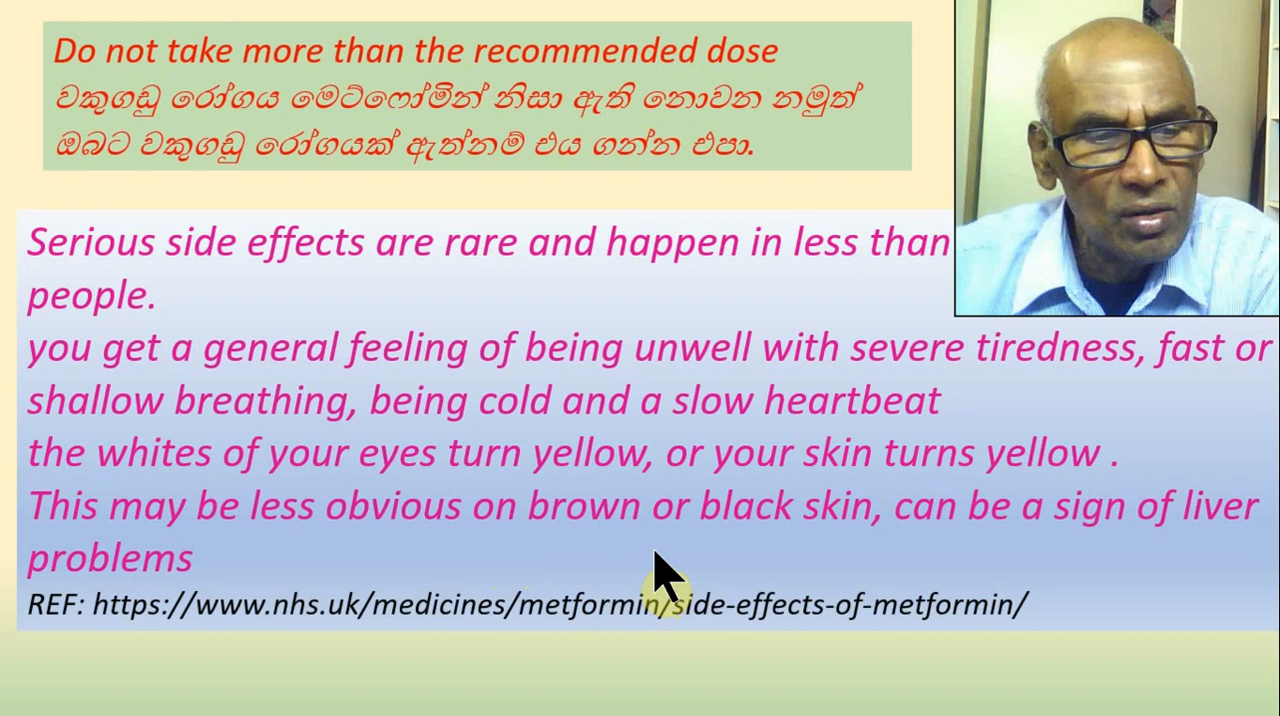 Do not take more than the recommended dose
වකුගඩු රෝගය මෙට්ෆෝමින් නිසා ඇති නොවන නමුත්
ඔබට වකුගඩු රෝගයක් ඇත්නම් එය ගන්න එපා.
Serious side effects are rare and happen in less than
people.
you get a general feeling of being unwell with severe tiredness, fast or
shallow breathing, being cold and a slow heartbeat
the whites of your eyes turn yellow, or your skin turns yellow .
This may be less obvious on brown or black skin, can be a sign of liver
problems
REF: https://www.nhs.uk/medicines/metformin/side-effects-of-metformin/